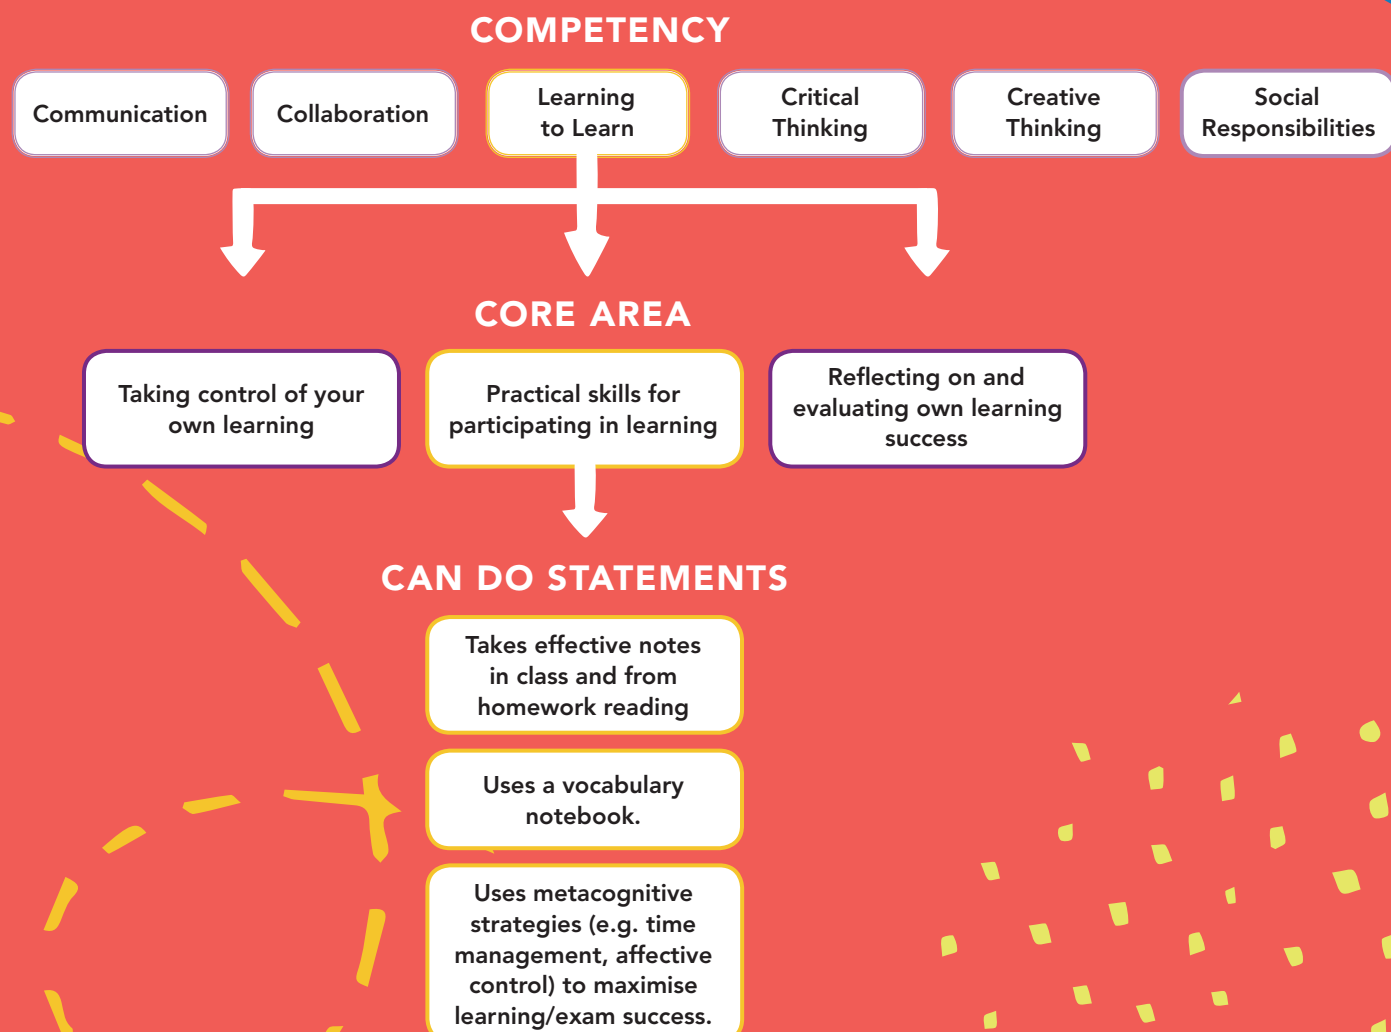 COMPETENCY
Communication
Collaboration
Learning
to Learn
Critical
Thinking
Creative
Thinking
Social
Responsibilities
CORE AREA
Taking control of your
own learning
Practical skills for
participating in learning
Reflecting on and
evaluating own learning
success
CAN DO STATEMENTS
Takes effective notes
in class and from
homework reading
Uses a vocabulary
notebook.
Uses metacognitive
strategies (e.g. time
management, affective
control) to maximise
learning/exam success.